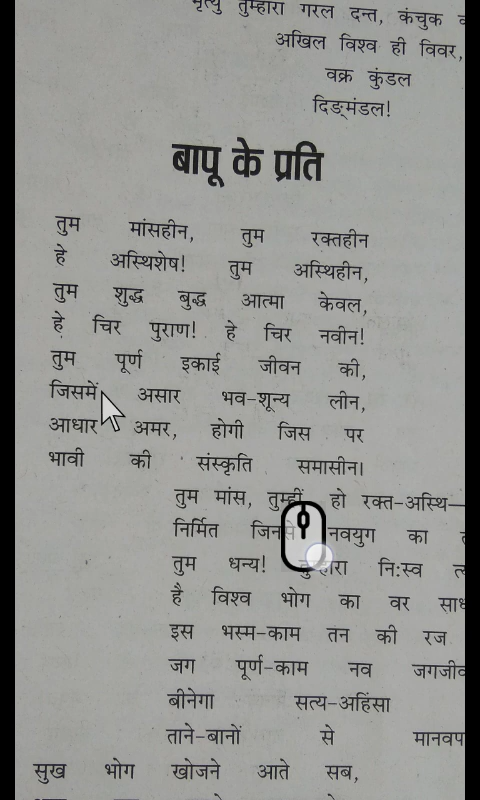 तुम्हारा गरल दन्त, कंचुक
अखिल विश्व ही विवर,
वक्र कुंडल
दिङ्मंडल!
बापू के प्रति
तुम मांसहीन, तुम रक्तहीन
हे अस्थिशेष! तुम अस्थिहीन,
तुम शुद्ध बुद्ध आत्मा केवल,
हे चिर पुराण! हे चिर नवीन!
तुम पूर्ण इकाई जीवन की,
जिसमें असार भव-शून्य लीन,
आधार अमर, होगी जिस पर
भावी की संस्कृति समासीन।
तुम मांस, तुम्हीं हो रक्त-अस्थि—
निर्मित जिनसे नवयुग का
तुम धन्य! तुम्हारा नि:स्व
है विश्व भोग का वर
इस भस्म-काम तन की रज
जग पूर्ण-काम नव
बीनेगा सत्य-अहिंसा
ताने-बानों से
सुख भोग खोजने आते सब,